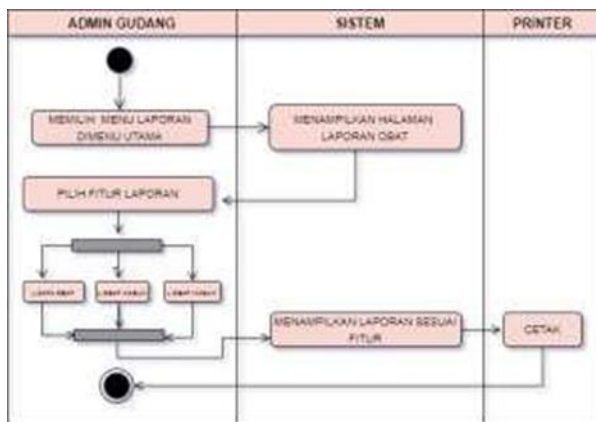 ADMIN GUDANG
SISTEM
PRINTER
MEMILIH MENU LAPORAN
DIMENU UTAMA
MENAMPILKAN HALAMAN
LAPORAN OBAT
PILIH FITUR LAPORAN
OBAT
MENAMPILKAN LAPORAN SESUAI
FITUR
CETAK